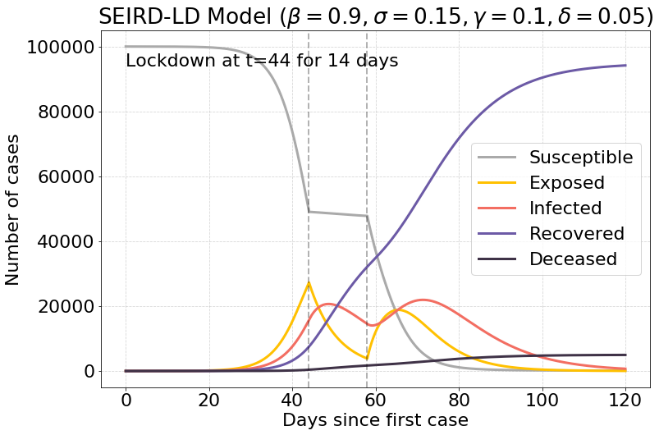 SEIRD-LD Model (β = 0.9, σ = 0.15, γ = 0.1, δ = 0.05)
Lockdown at t=44 for 14 days
Number of cases
100000
80000
60000
40000
20000
0
Susceptible
Exposed
Infected
Recovered
Deceased
0 20 40 60 80 100 120
Days since first case